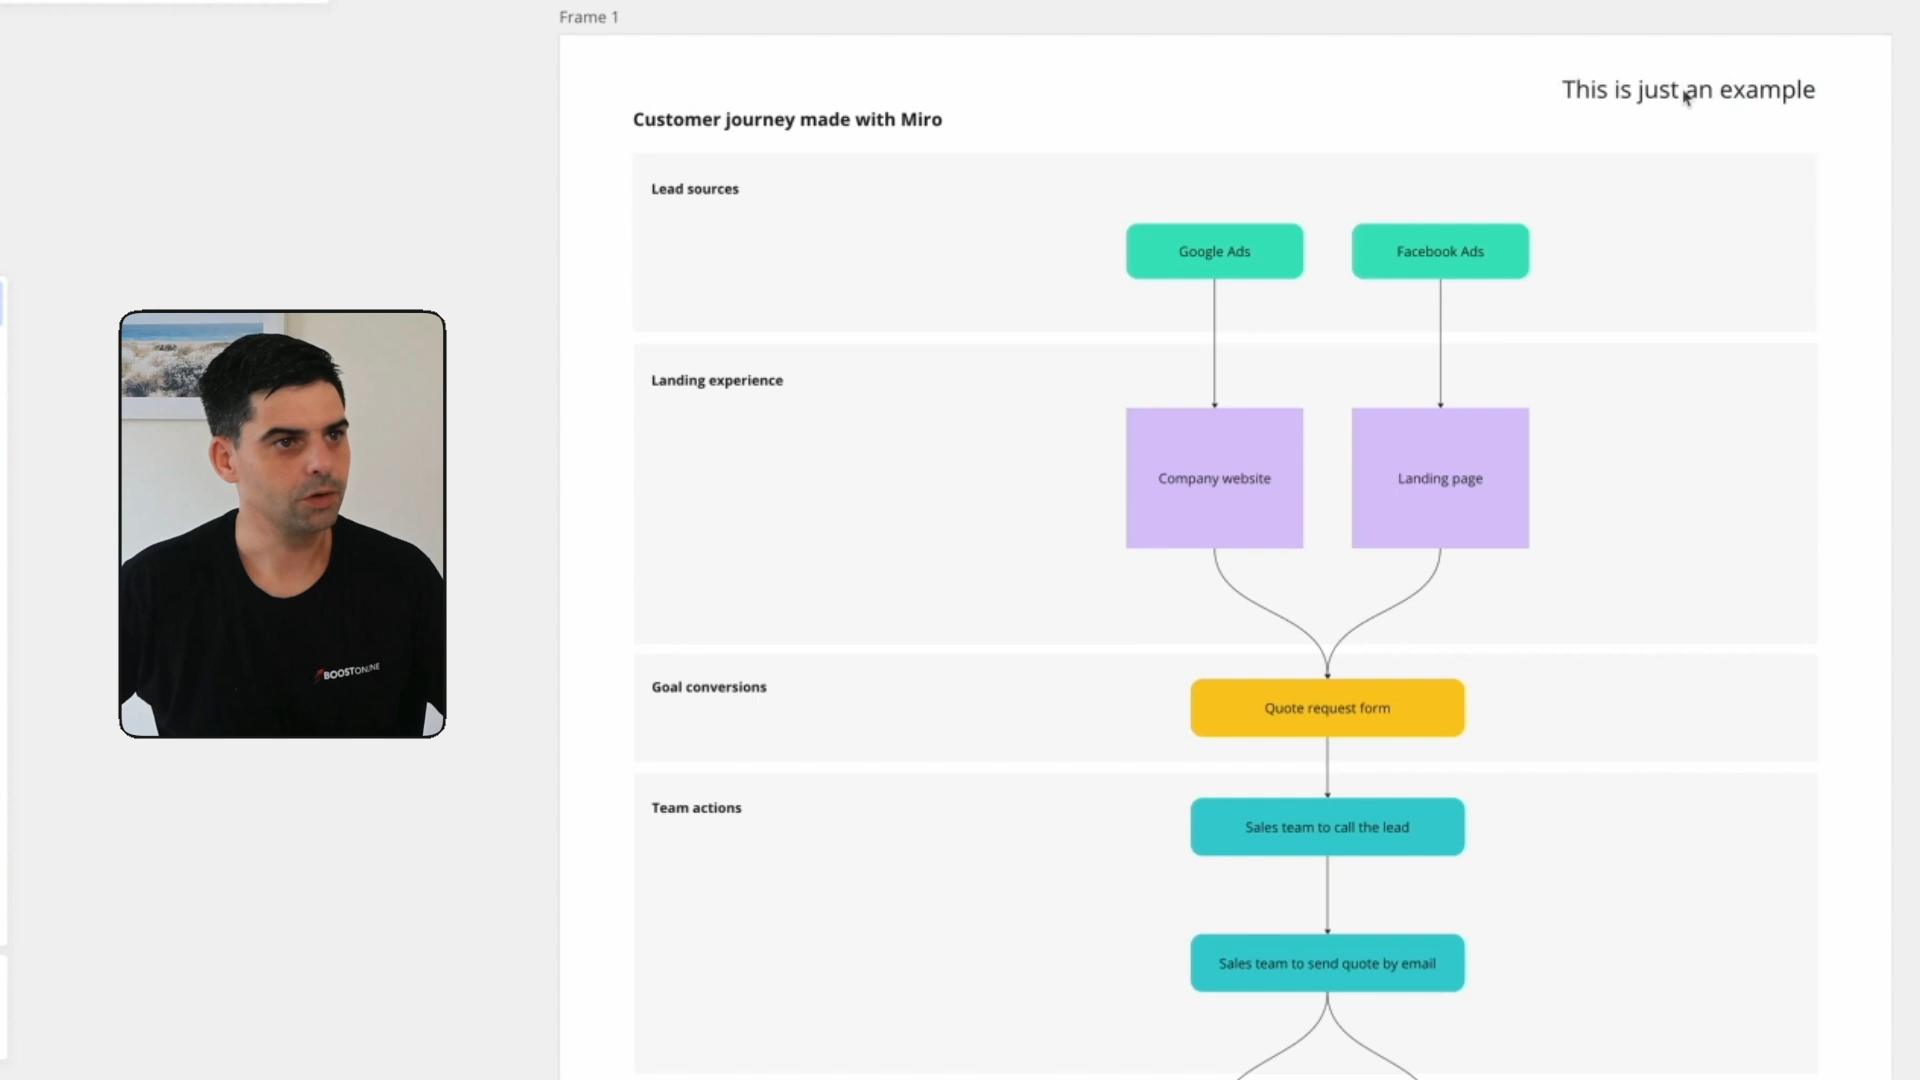 Frame 1
This is just an example
Customer journey made with Miro
Lead sources
Google Ads
Facebook Ads
Landing experience
Company website
Landing page
BOOSTONLINE
Goal conversions
Quote request form
Team actions
Sales team to call the lead
Sales team to send quote by email